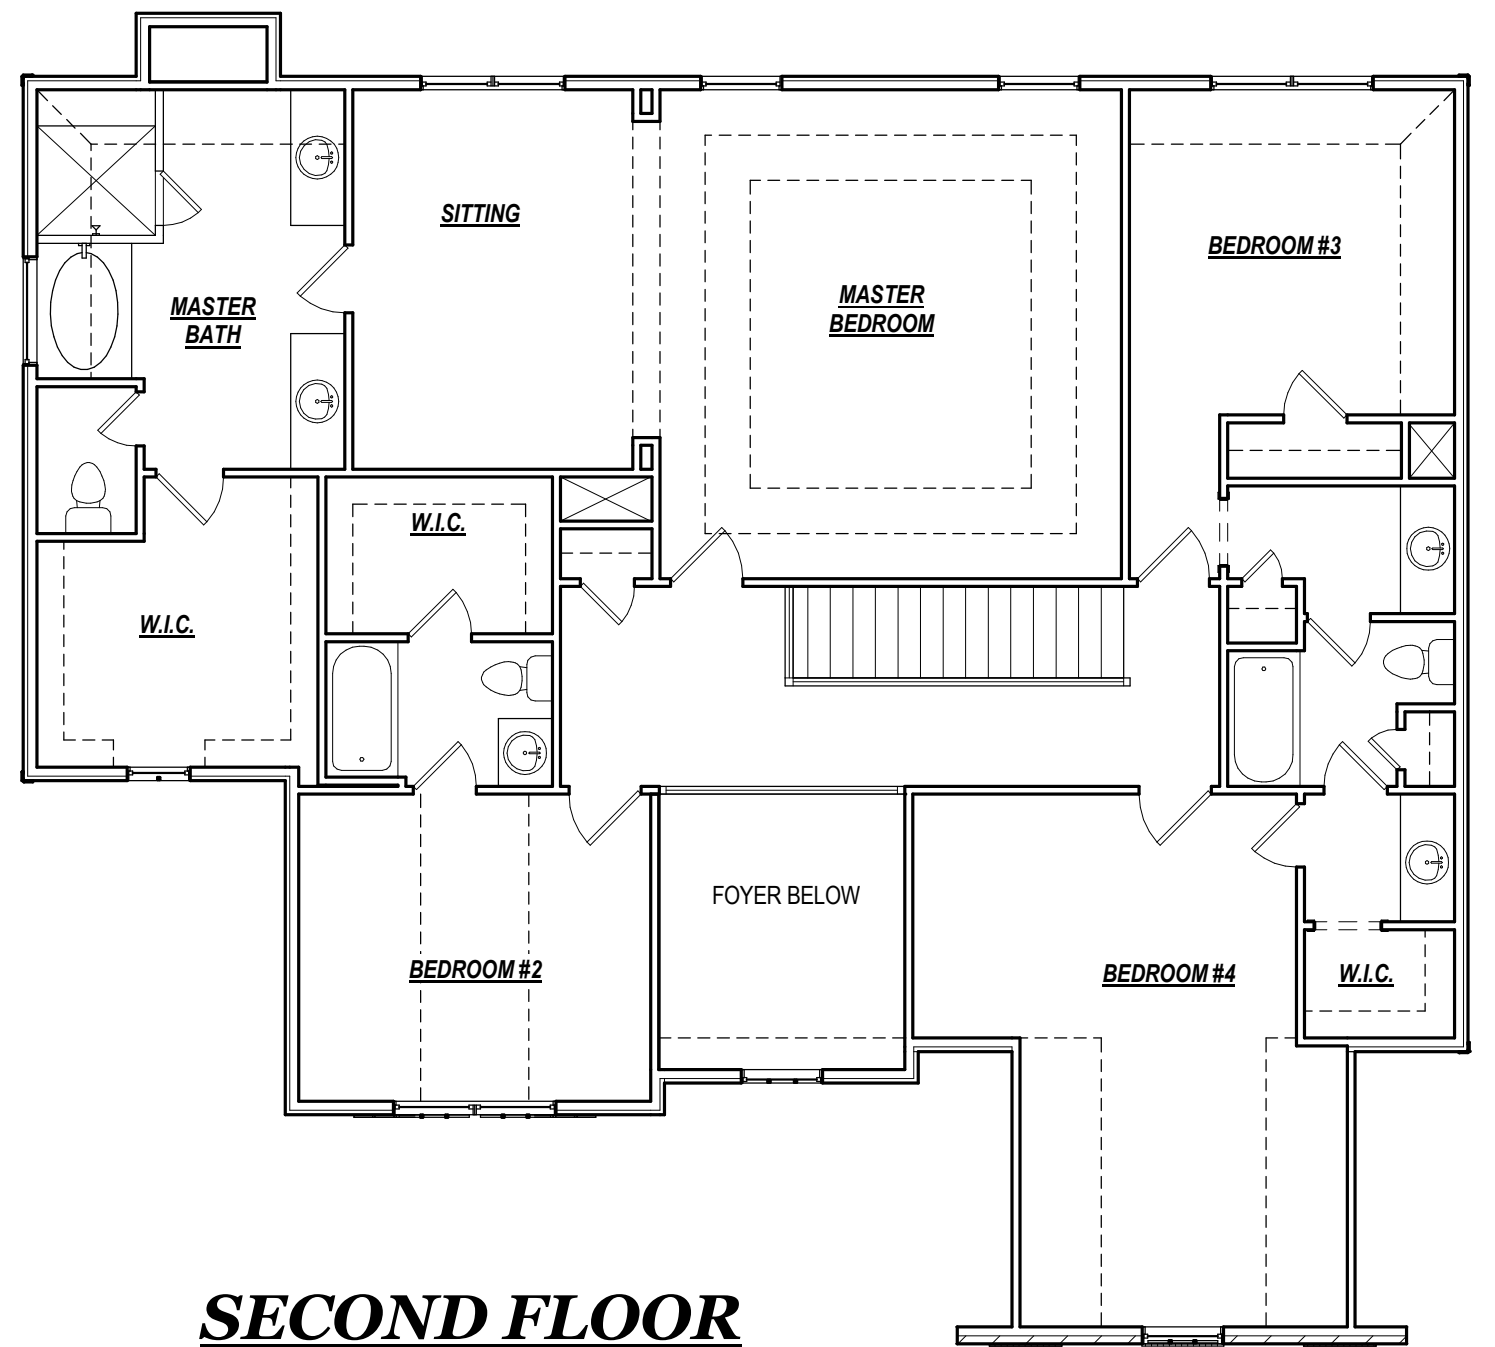 SITTING
BEDROOM #3
MASTER
BATH
MASTER
BEDROOM
W.I.C.
W.I.C.
FOYER BELOW
BEDROOM #2
BEDROOM #4
W.I.C.
SECOND FLOOR